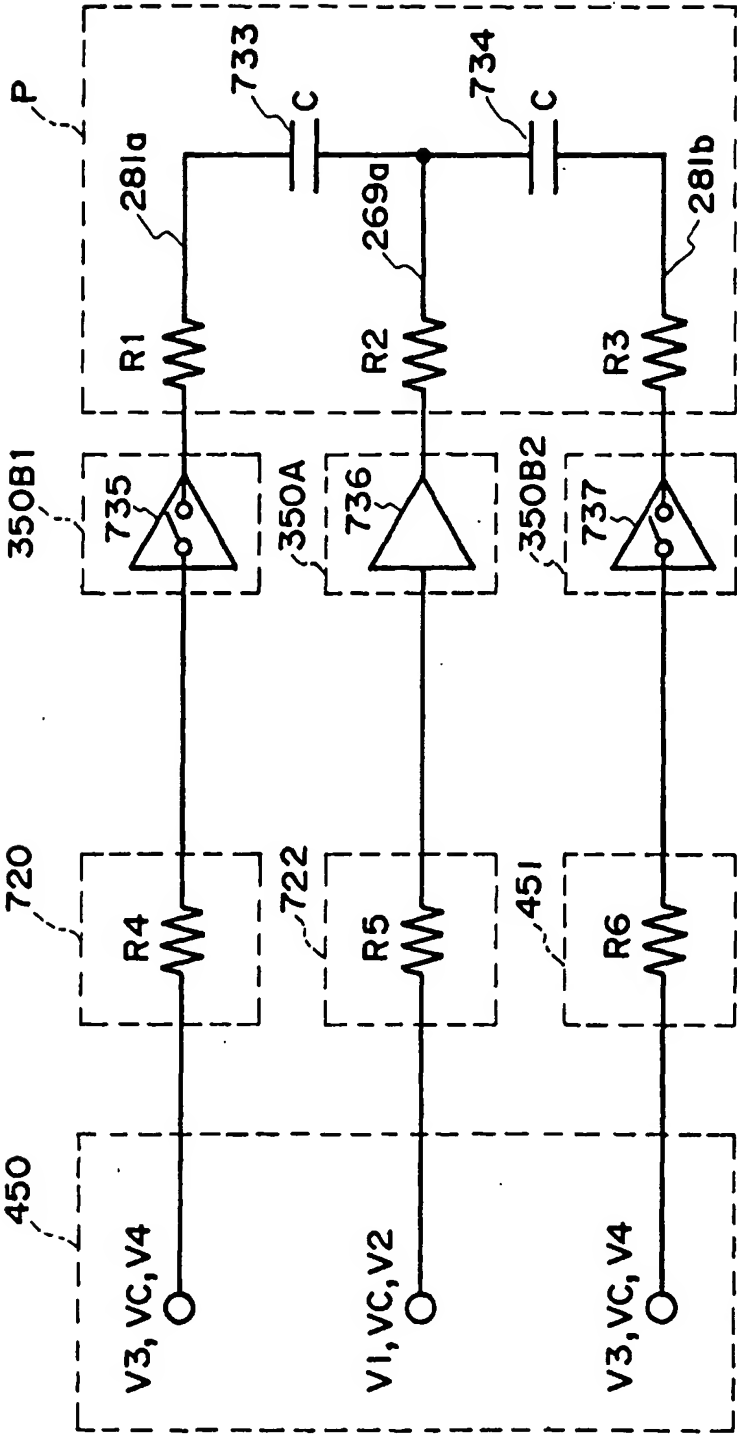 450
V3, VC, V4
V1, VC, V2
V3, VC, V4
720
R4
722
R5
451
R6
350B1
735
350A
736
350B2
737
P
R1
281a
733
C
R2
269a
734
C
R3
281b